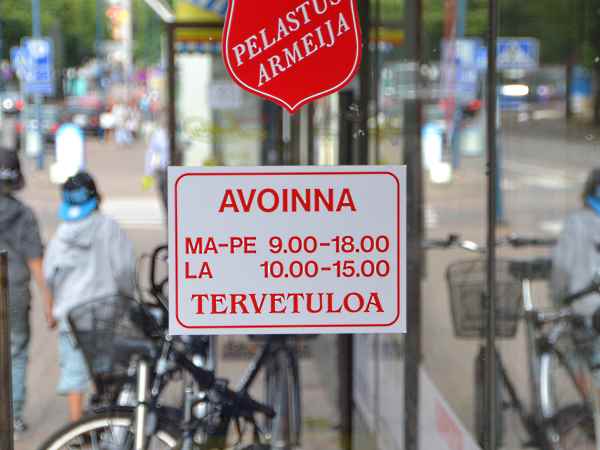 PELASTUS
ARMEIJA
AVOINNA
MA-PE 9.00-18.00
LA 10.00-15.00
TERVETULOA